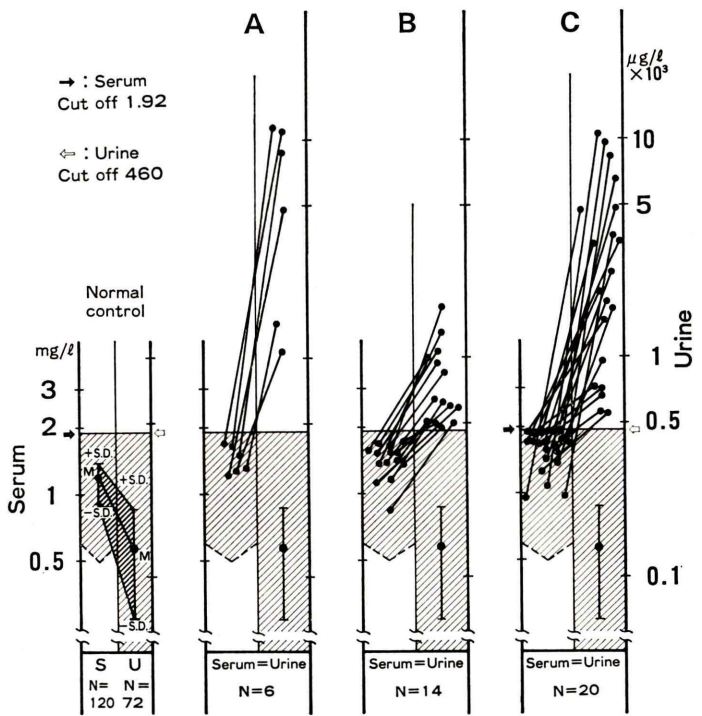 A
B
C
➞ : Serum
Cut off 1.92
⇦ : Urine
Cut off 460
μg/ℓ
×10³
10
5
1
0.5
0.1
Urine
Normal
control
mg/ℓ
3
2
1
0.5
Serum
+S.D.
M
−S.D.
+S.D.
M
−S.D.
S U
N= N=
120 72
Serum=Urine
N=6
Serum=Urine
N=14
Serum=Urine
N=20